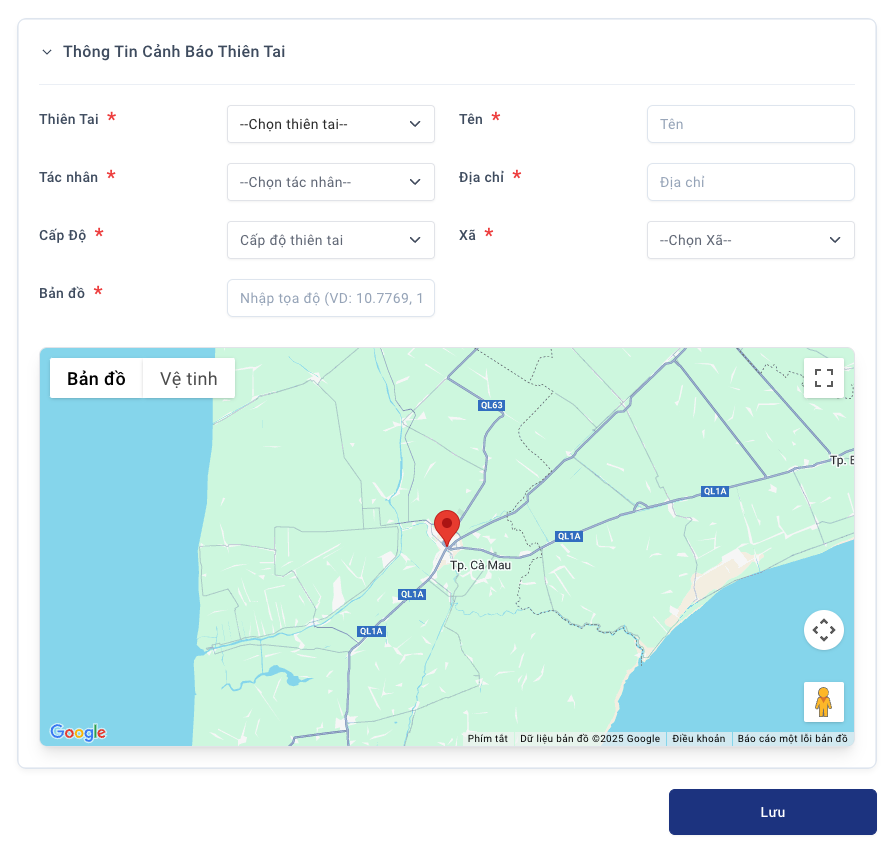 Thông Tin Cảnh Báo Thiên Tai
Thiên Tai *
--Chọn thiên tai--
Tên *
Tên
Tác nhân *
--Chọn tác nhân--
Địa chỉ *
Địa chỉ
Cấp Độ *
Cấp độ thiên tai
Xã *
--Chọn Xã--
Bản đồ *
Nhập tọa độ (VD: 10.7769, 1
Bản đồ
Vệ tinh
QL63
Tp. B
QL1A
QL1A
Tp. Cà Mau
QL1A
QL1A
Google
Phím tắt
Dữ liệu bản đồ ©2025 Google
Điều khoản
Báo cáo một lỗi bản đồ
Lưu